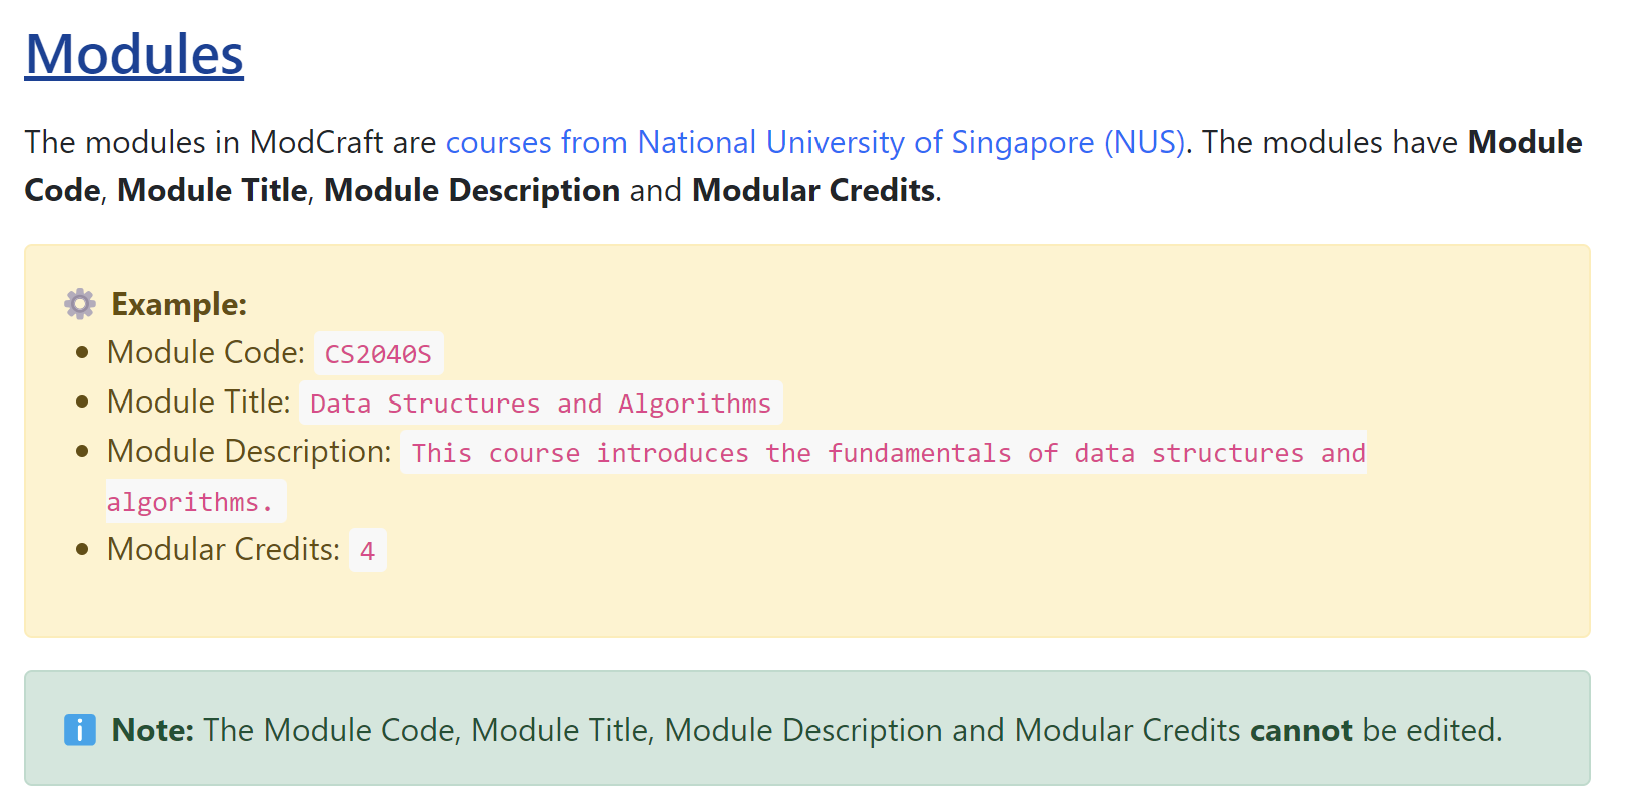 Modules
The modules in ModCraft are courses from National University of Singapore (NUS). The modules have Module
Code, Module Title, Module Description and Modular Credits.
Example:
Module Code: CS2040S
Module Title: Data Structures and Algorithms
Module Description: This course introduces the fundamentals of data structures and
algorithms.
Modular Credits: 4
Note: The Module Code, Module Title, Module Description and Modular Credits cannot be edited.